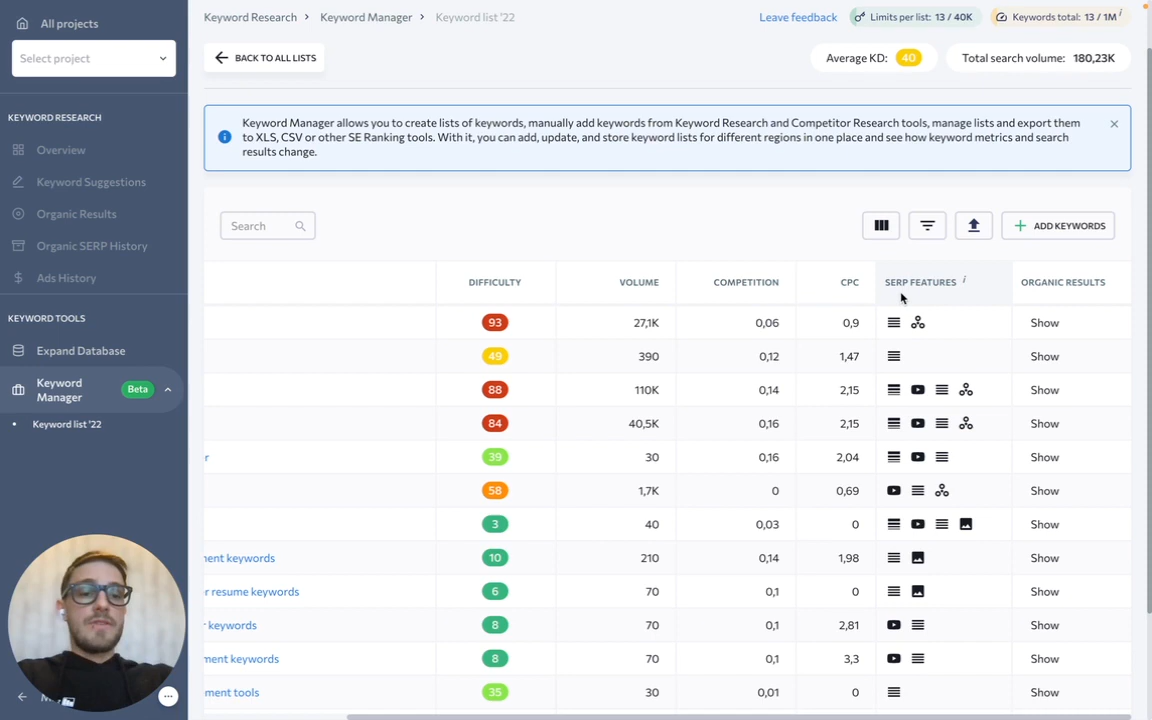 All projects
Select project
KEYWORD RESEARCH
Overview
Keyword Suggestions
Organic Results
Organic SERP History
Ads History
KEYWORD TOOLS
Expand Database
Keyword
Manager
Beta
Keyword list '22
Keyword Research > Keyword Manager > Keyword list '22
Leave feedback
Limits per list: 13 / 40K
Keywords total: 13 / 1M i
BACK TO ALL LISTS
Average KD: 40
Total search volume: 180,23K
Keyword Manager allows you to create lists of keywords, manually add keywords from Keyword Research and Competitor Research tools, manage lists and export them
to XLS, CSV or other SE Ranking tools. With it, you can add, update, and store keyword lists for different regions in one place and see how keyword metrics and search
results change.
Search
ADD KEYWORDS
DIFFICULTY VOLUME COMPETITION CPC SERP FEATURES i ORGANIC RESULTS
93 27,1K 0,06 0,9 Show
49 390 0,12 1,47 Show
88 110K 0,14 2,15 Show
84 40,5K 0,16 2,15 Show
r 39 30 0,16 2,04 Show
58 1,7K 0 0,69 Show
3 40 0,03 0 Show
nent keywords 10 210 0,14 1,98 Show
r resume keywords 6 70 0,1 0 Show
r keywords 8 70 0,1 2,81 Show
ment keywords 8 70 0,1 3,3 Show
ment tools 35 30 0,01 0 Show